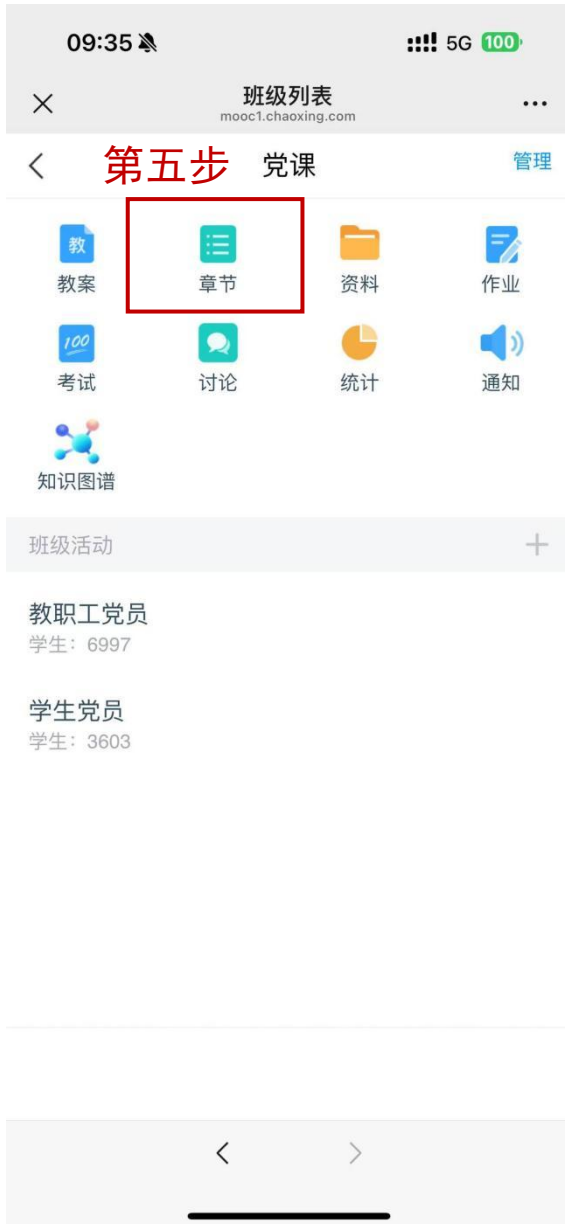 09:35 5G 100
班级列表
mooc1.chaoxing.com
第五步 党课 管理
教
教案 章节 资料 作业
100
考试 讨论 统计 通知
知识图谱
班级活动
教职工党员
学生：6997
学生党员
学生：3603